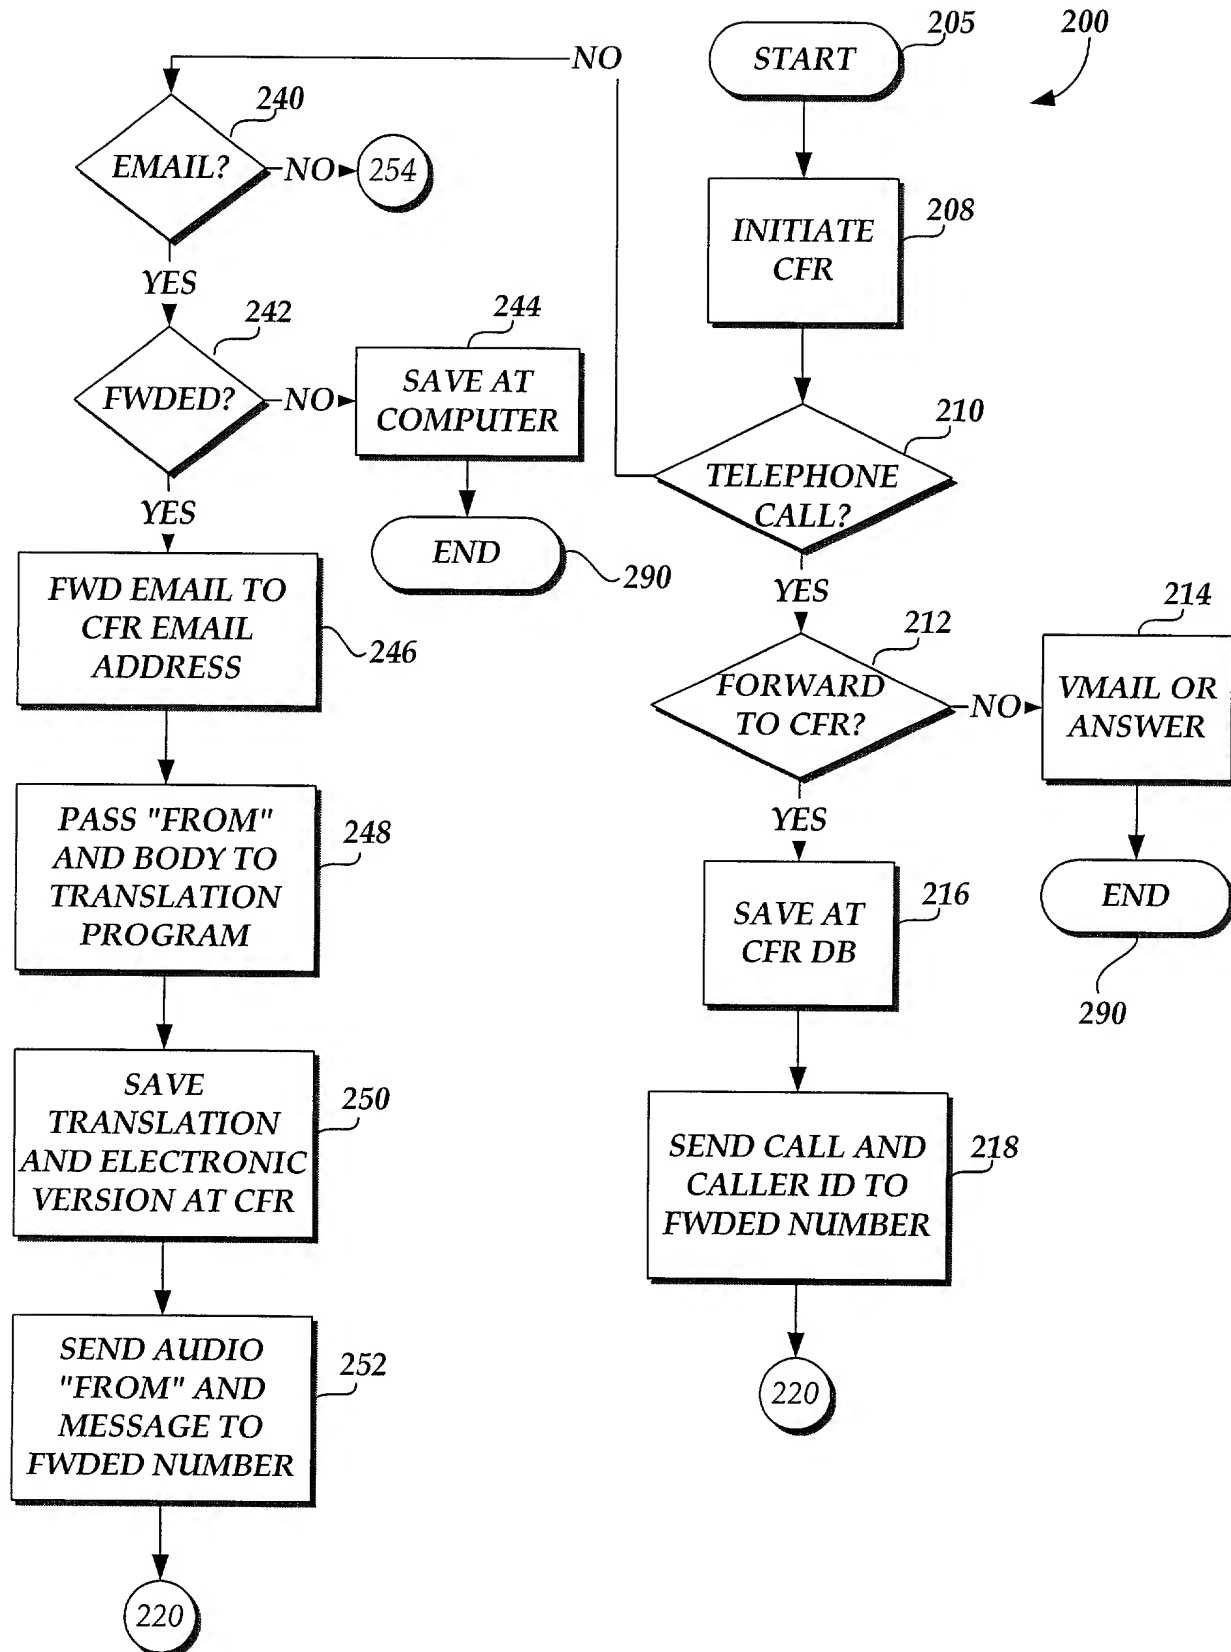 START
205
200
INITIATE
CFR
208
TELEPHONE
CALL?
210
NO
YES
FORWARD
TO CFR?
212
NO
VMAIL OR
ANSWER
214
END
290
YES
SAVE AT
CFR DB
216
SEND CALL AND
CALLER ID TO
FWDED NUMBER
218
220
EMAIL?
240
NO
254
YES
FWDED?
242
NO
SAVE AT
COMPUTER
244
END
290
YES
FWD EMAIL TO
CFR EMAIL
ADDRESS
246
PASS "FROM"
AND BODY TO
TRANSLATION
PROGRAM
248
SAVE
TRANSLATION
AND ELECTRONIC
VERSION AT CFR
250
SEND AUDIO
"FROM" AND
MESSAGE TO
FWDED NUMBER
252
220